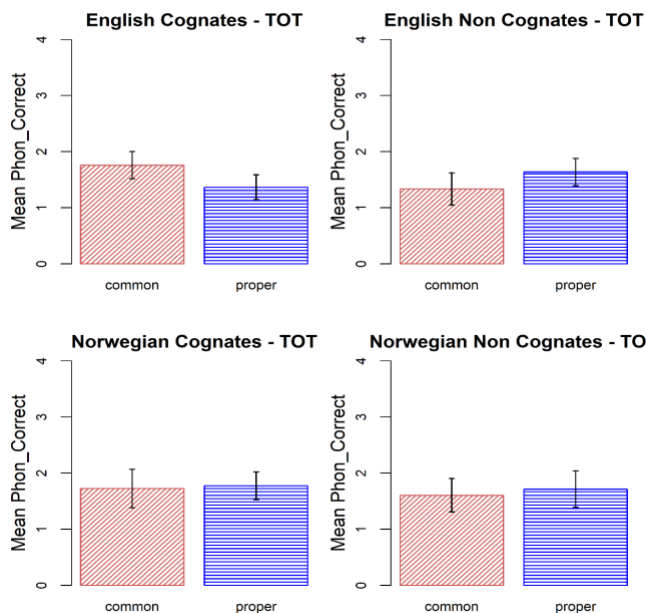 English Cognates - TOT
English Non Cognates - TOT
Mean Phon_Correct
0 1 2 3 4
common proper
Mean Phon_Correct
0 1 2 3 4
common proper
Norwegian Cognates - TOT
Norwegian Non Cognates - TO
Mean Phon_Correct
0 1 2 3 4
common proper
Mean Phon_Correct
0 1 2 3 4
common proper